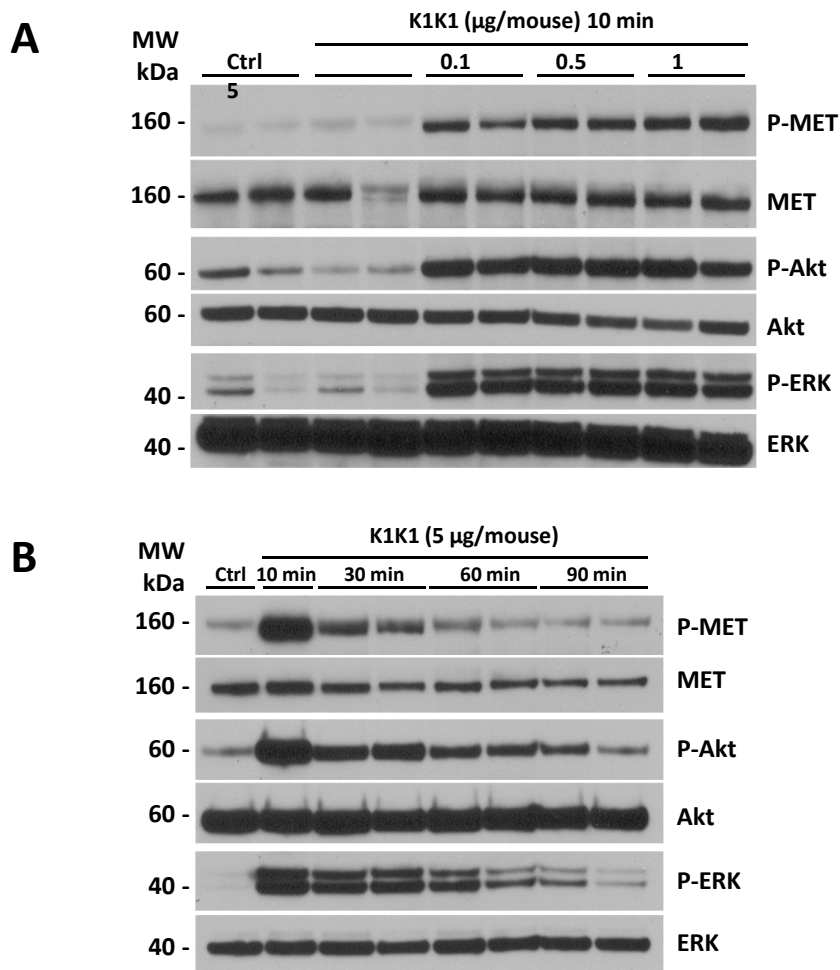 A
K1K1 (µg/mouse) 10 min
MW
kDa
Ctrl 0.1 0.5 1
5
160 - P-MET
160 - MET
60 - P-Akt
60 - Akt
40 - P-ERK
40 - ERK
B
K1K1 (5 µg/mouse)
MW
kDa
Ctrl 10 min 30 min 60 min 90 min
160 - P-MET
160 - MET
60 - P-Akt
60 - Akt
40 - P-ERK
40 - ERK